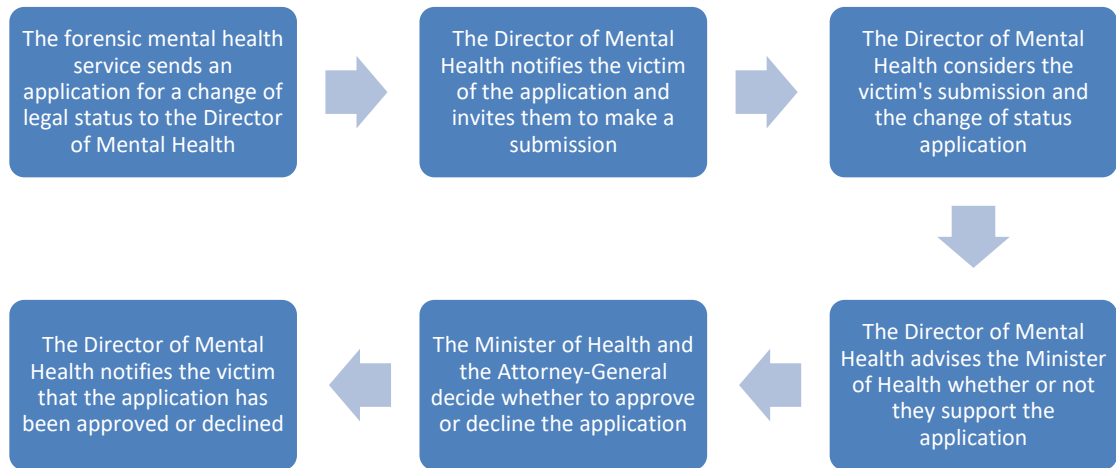 The forensic mental health
service sends an
application for a change of
legal status to the Director
of Mental Health
The Director of Mental
Health notifies the victim
of the application and
invites them to make a
submission
The Director of Mental
Health considers the
victim's submission and
the change of status
application
The Director of Mental
Health advises the Minister
of Health whether or not
they support the
application
The Minister of Health and
the Attorney-General
decide whether to approve
or decline the application
The Director of Mental
Health notifies the victim
that the application has
been approved or declined